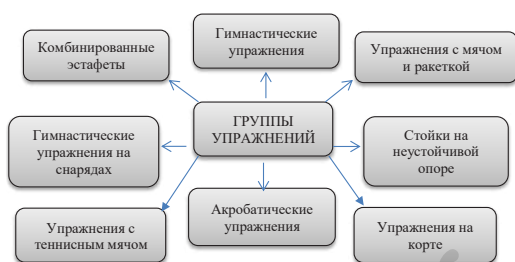 Комбинированные
эстафеты
Гимнастические
упражнения
Упражнения с мячом
и ракеткой
Гимнастические
упражнения на
снарядах
ГРУППЫ
УПРАЖНЕНИЙ
Стойки на
неустойчивой
опоре
Упражнения с
теннисным мячом
Акробатические
упражнения
Упражнения на
корте